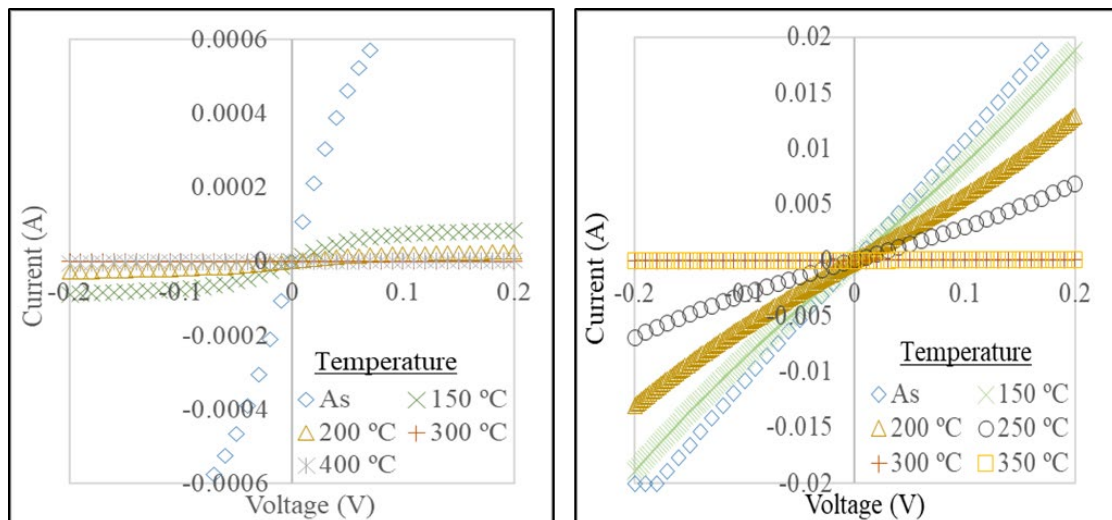 0.0006
0.0004
0.0002
0
-0.2 -0.1 0.1 0.2
-0.0002
-0.0004
-0.0006
Current (A)
Voltage (V)
Temperature
As 150 ºC
200 ºC 300 ºC
400 ºC
0.02
0.015
0.01
0.005
0
-0.2 -0.1 0 0.1 0.2
-0.005
-0.01
-0.015
-0.02
Current (A)
Voltage (V)
Temperature
As 150 ºC
200 ºC 250 ºC
300 ºC 350 ºC